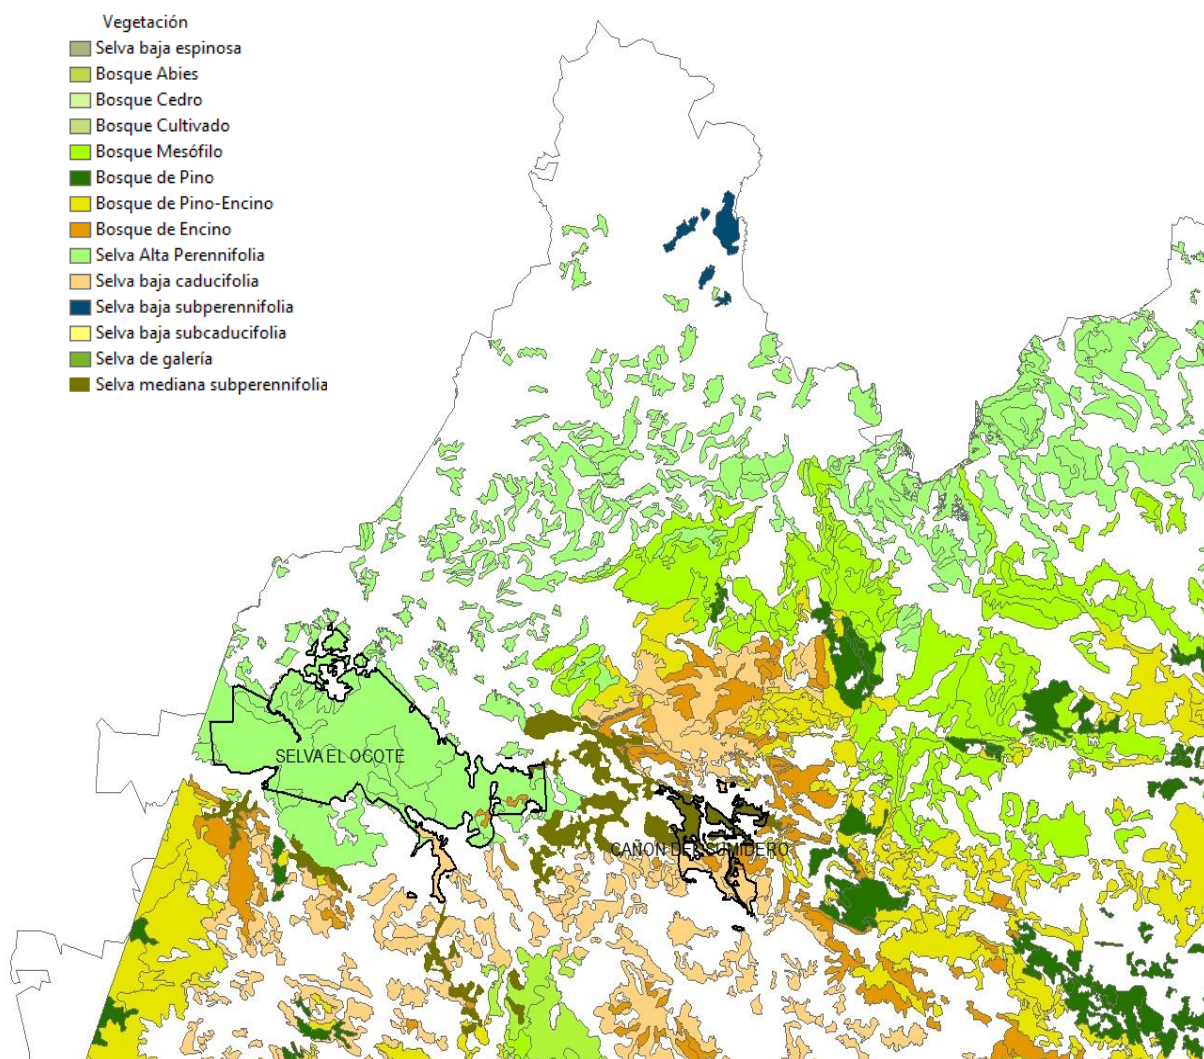 Vegetación
Selva baja espinosa
Bosque Abies
Bosque Cedro
Bosque Cultivado
Bosque Mesófilo
Bosque de Pino
Bosque de Pino-Encino
Bosque de Encino
Selva Alta Perennifolia
Selva baja caducifolia
Selva baja subperennifolia
Selva baja subcaducifolia
Selva de galería
Selva mediana subperennifolia
SELVA EL OCOTE
CAÑON DEL SUMIDERO